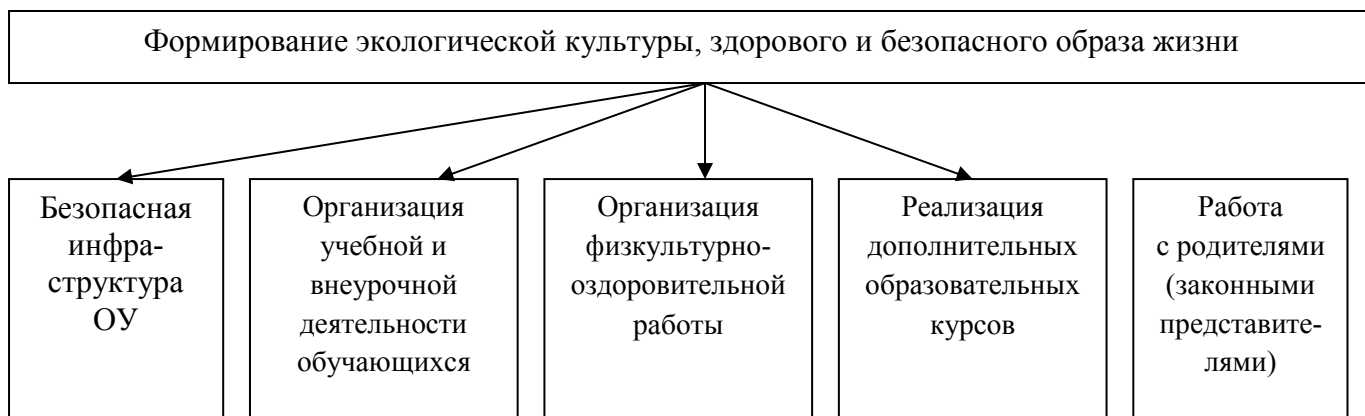 Формирование экологической культуры, здорового и безопасного образа жизни
Безопасная
инфра-
структура
ОУ
Организация
учебной и
внеурочной
деятельности
обучающихся
Организация
физкультурно-
оздоровительной
работы
Реализация
дополнительных
образовательных
курсов
Работа
с родителями
(законными
представите-
лями)